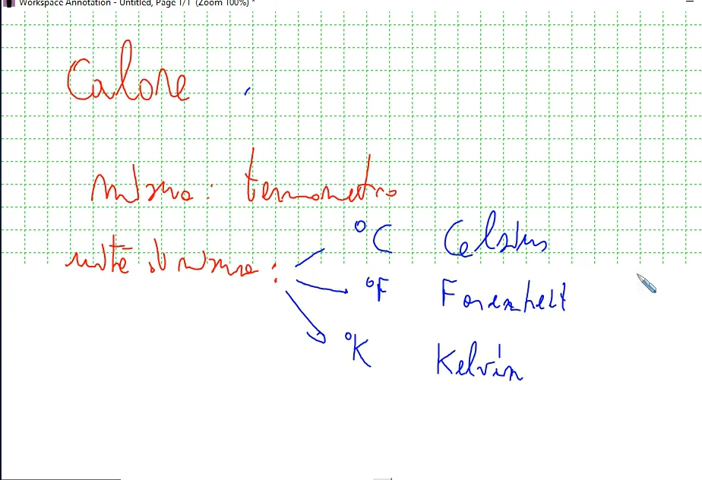 Workspace Annotation - Untitled, Page 1/1 (Zoom 100%) *
Calore
misura: termometro
unità di misura:
°C Celsius
°F Farenheit
°K Kelvin